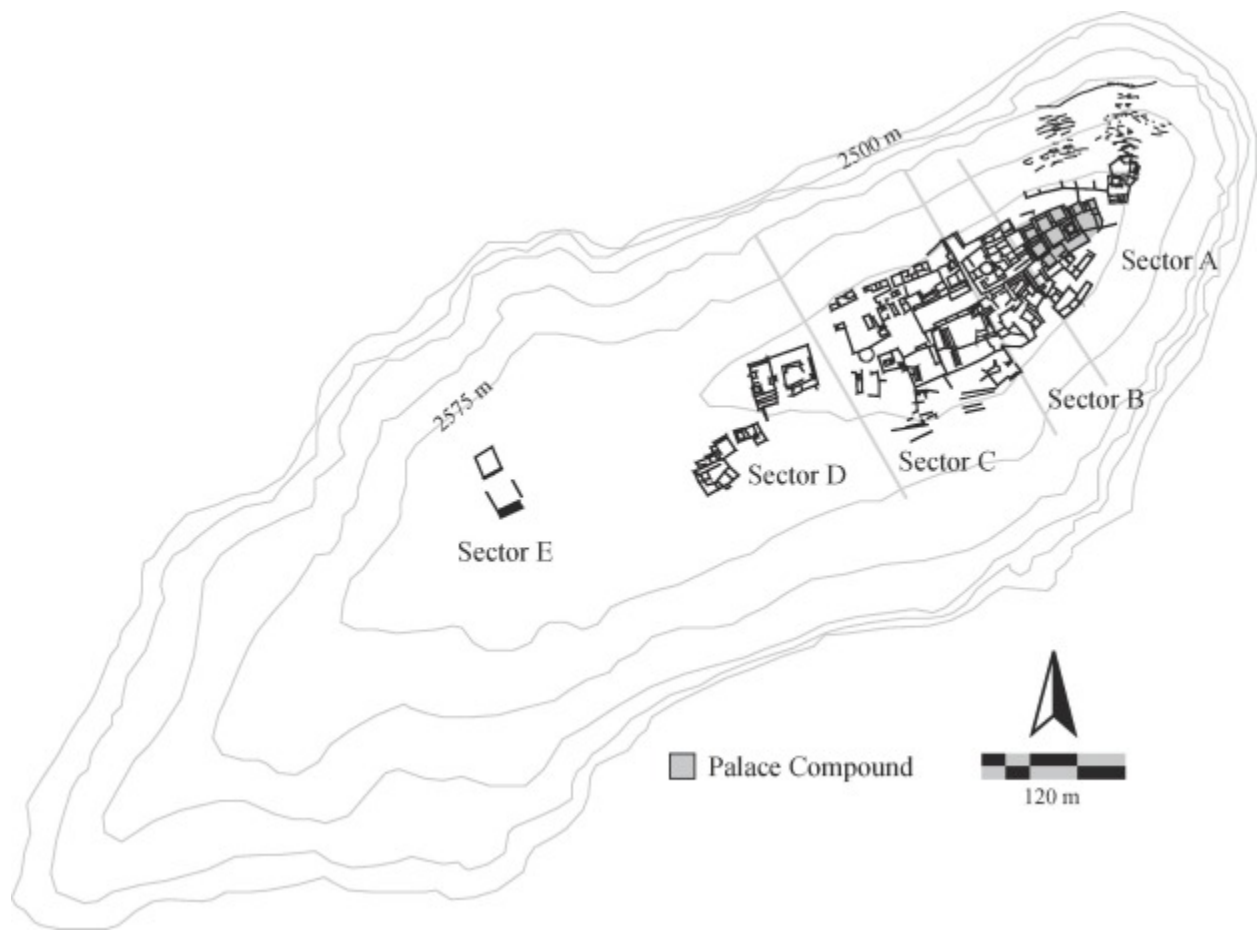 2500 m
Sector A
2575 m
Sector B
Sector C
Sector D
Sector E
Palace Compound
120 m